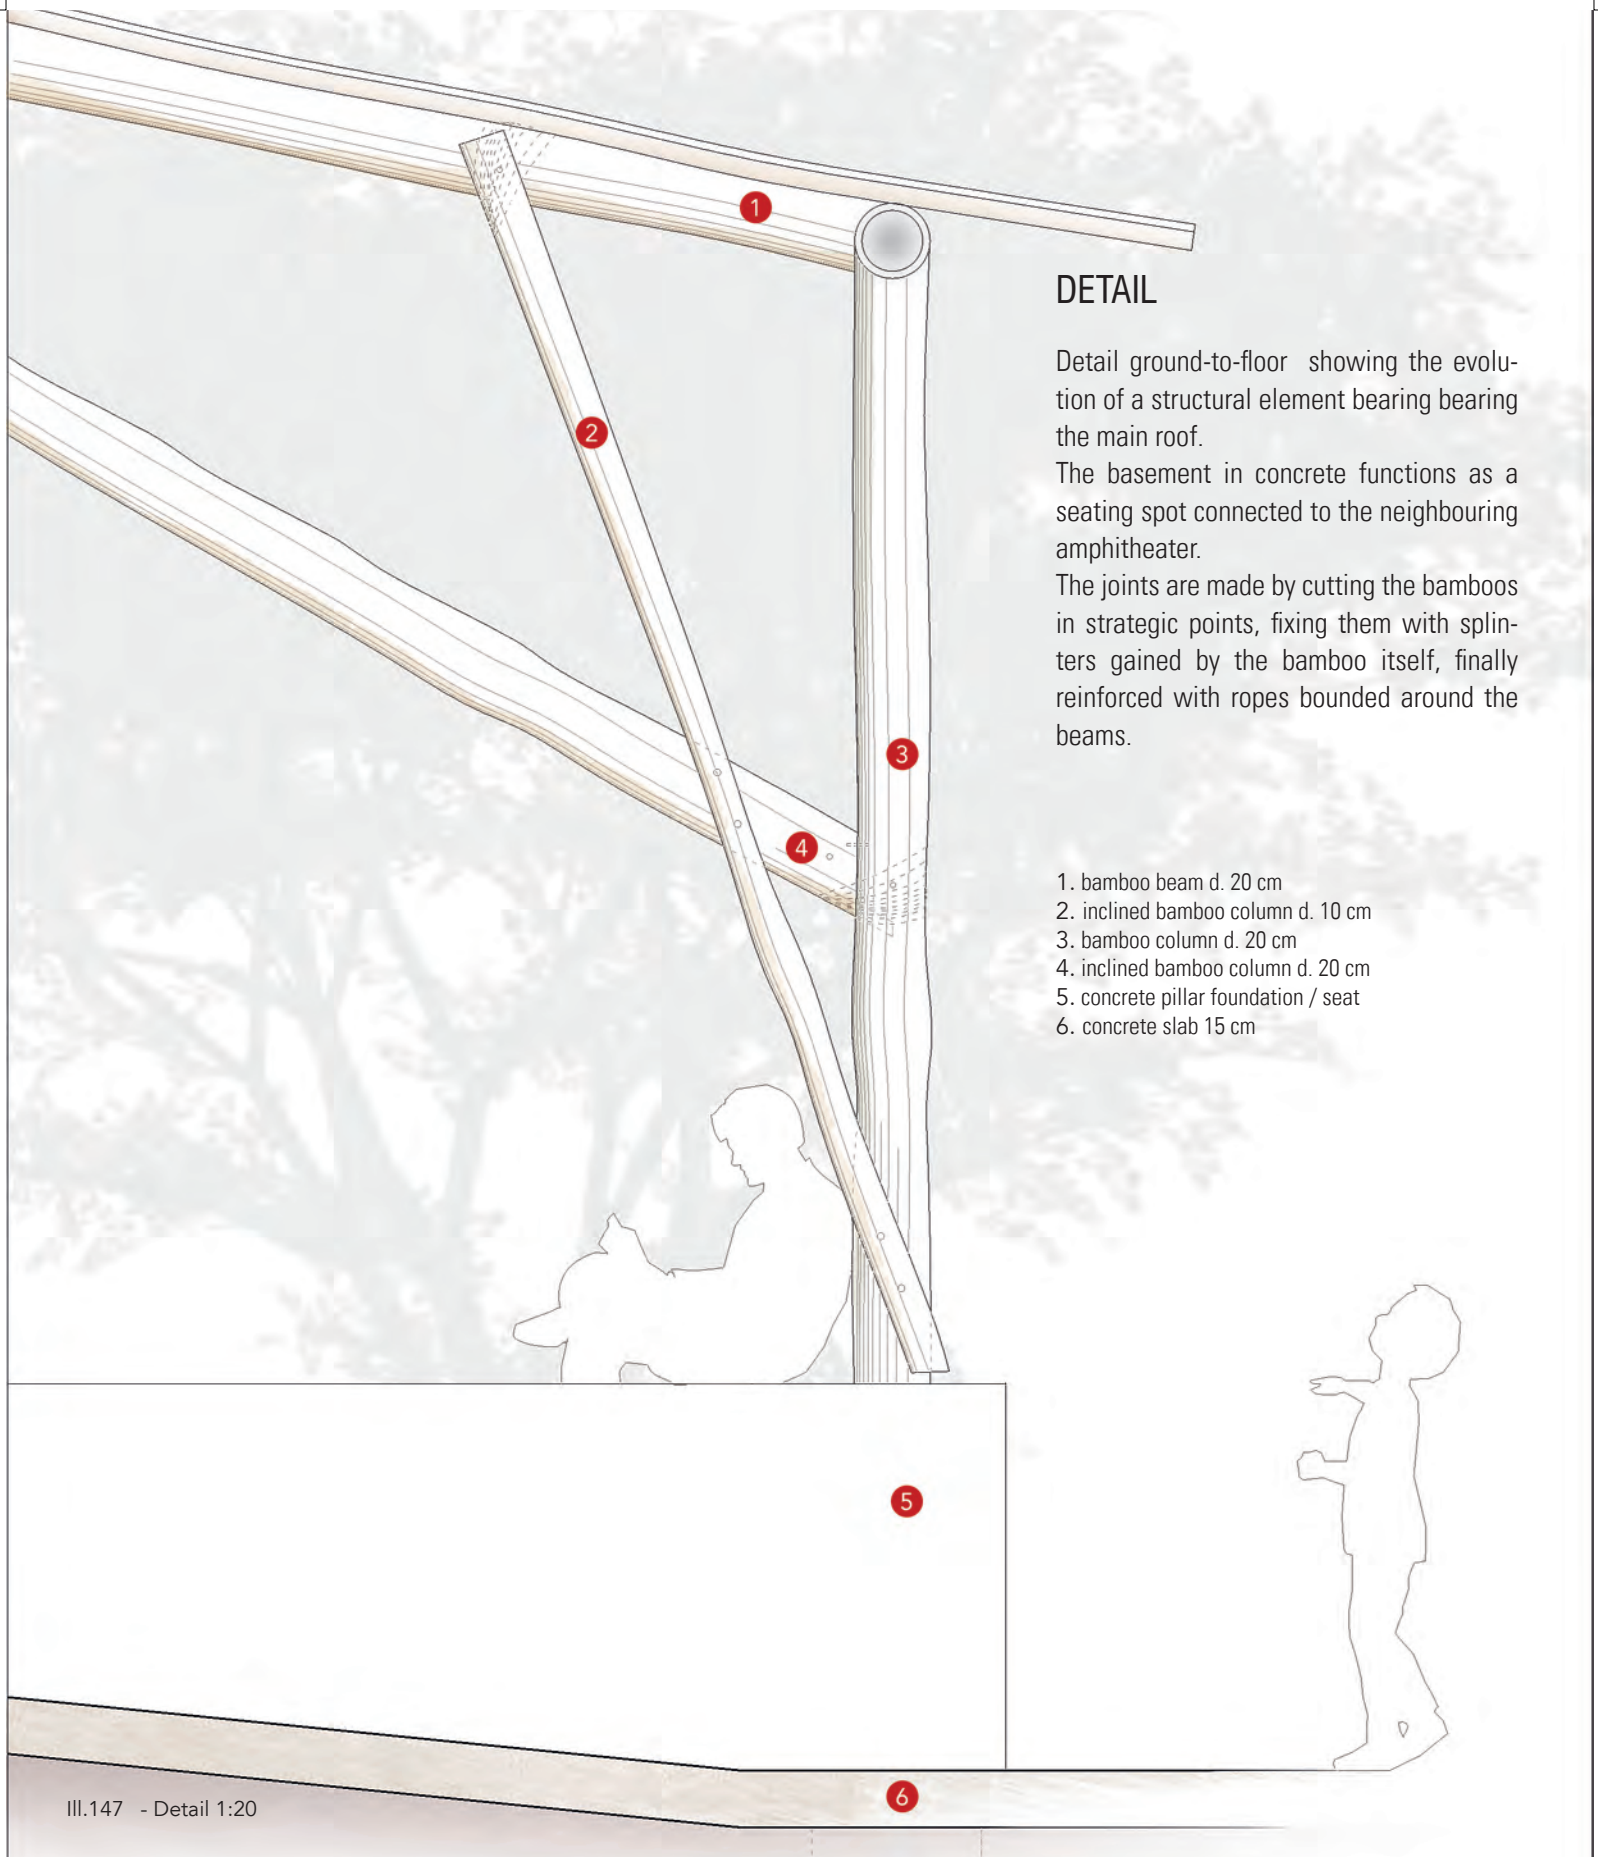 1
DETAIL
Detail ground-to-floor showing the evolu-
tion of a structural element bearing bearing
the main roof.
The basement in concrete functions as a
seating spot connected to the neighbouring
amphitheater.
The joints are made by cutting the bamboos
in strategic points, fixing them with splin-
ters gained by the bamboo itself, finally
reinforced with ropes bounded around the
beams.
2
3
4
1. bamboo beam d. 20 cm
2. inclined bamboo column d. 10 cm
3. bamboo column d. 20 cm
4. inclined bamboo column d. 20 cm
5. concrete pillar foundation / seat
6. concrete slab 15 cm
5
6
Ill.147 - Detail 1:20